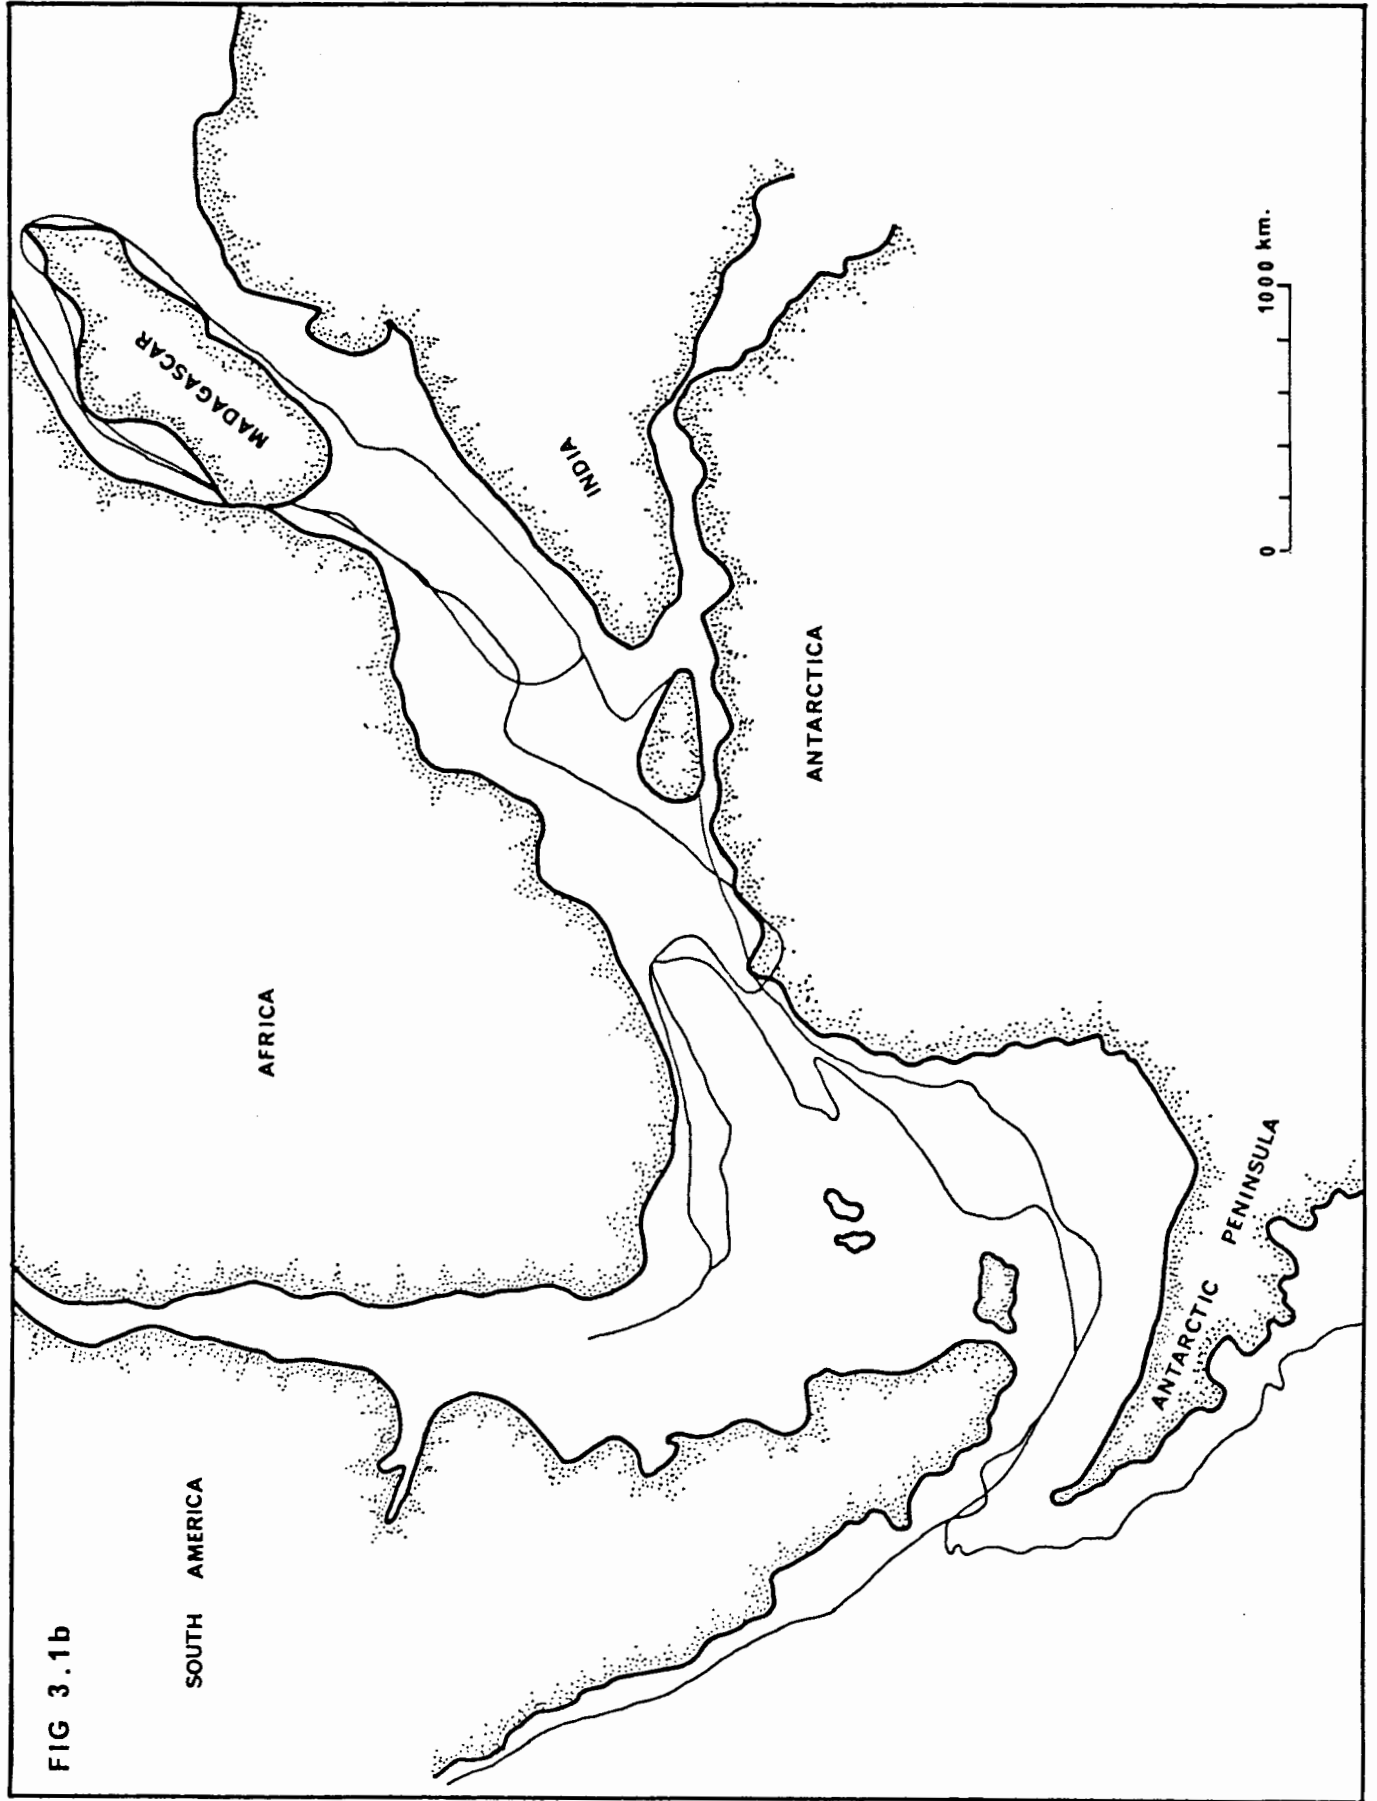 FIG 3.1b
SOUTH AMERICA
AFRICA
MADAGASCAR
INDIA
ANTARCTICA
ANTARCTIC PENINSULA
0 1000 km.